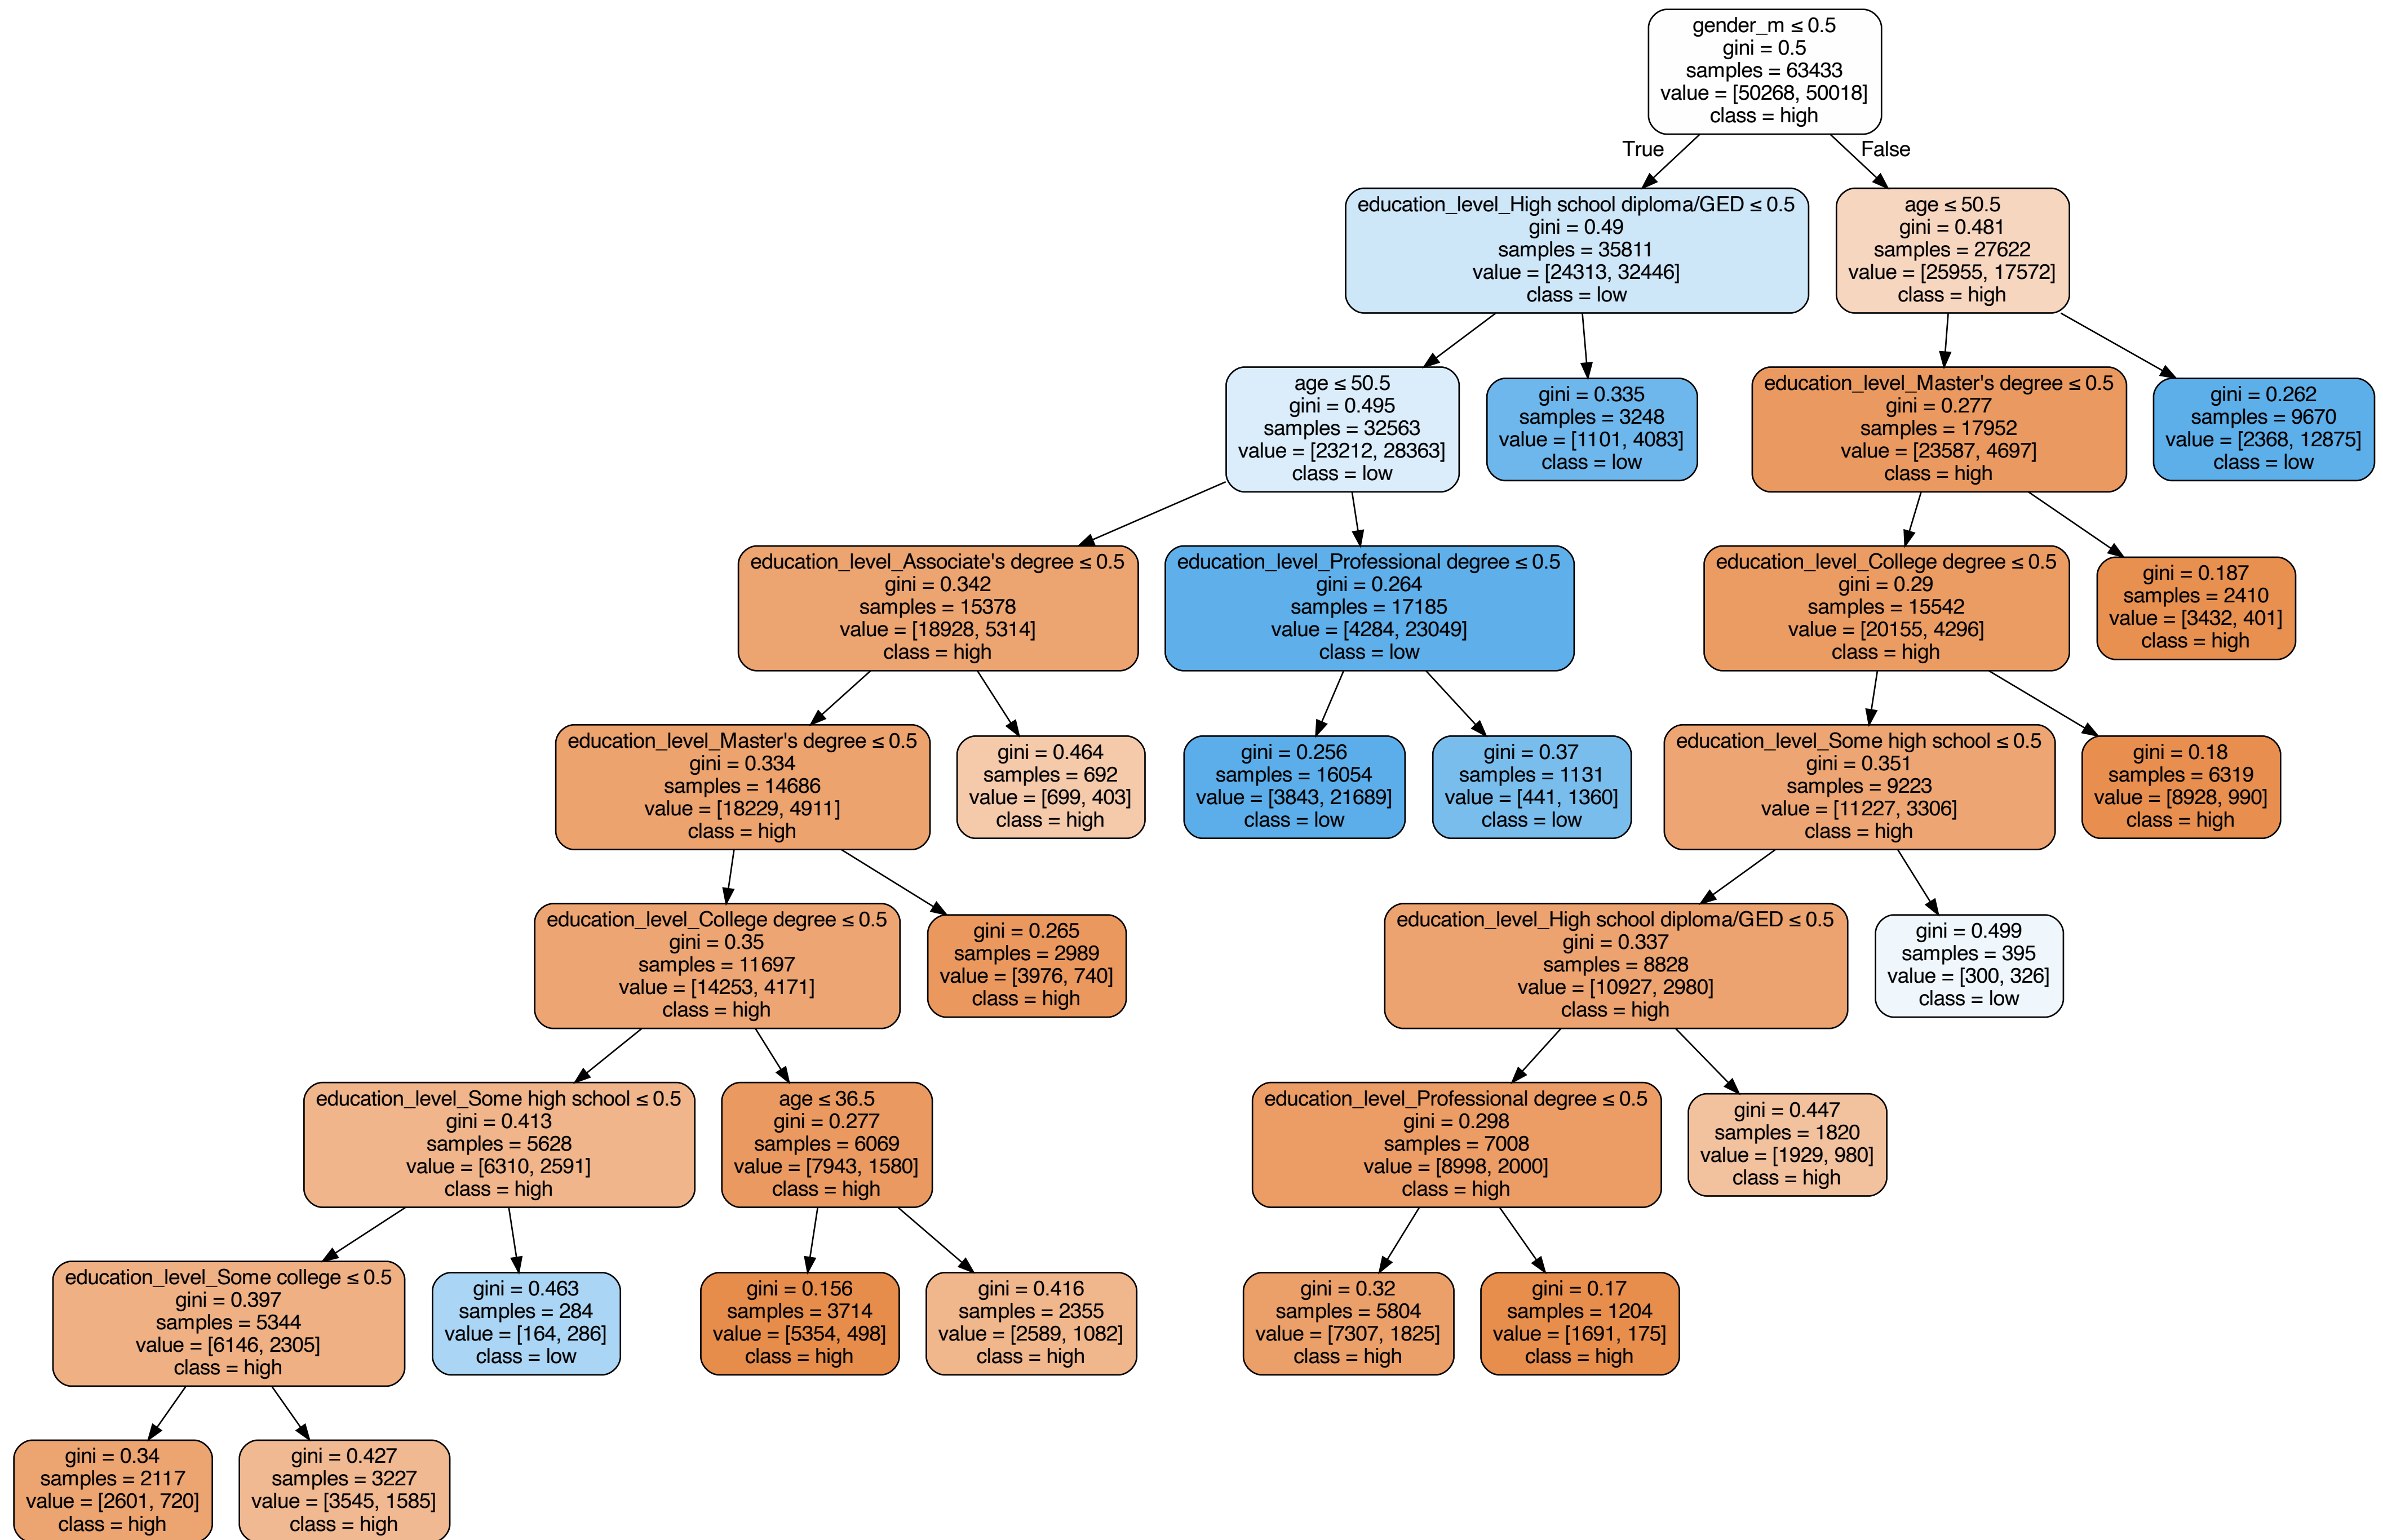 gender_m ≤ 0.5
gini = 0.5
samples = 63433
value = [50268, 50018]
class = high
True
False
education_level_High school diploma/GED ≤ 0.5
gini = 0.49
samples = 35811
value = [24313, 32446]
class = low
age ≤ 50.5
gini = 0.481
samples = 27622
value = [25955, 17572]
class = high
age ≤ 50.5
gini = 0.495
samples = 32563
value = [23212, 28363]
class = low
gini = 0.335
samples = 3248
value = [1101, 4083]
class = low
education_level_Master's degree ≤ 0.5
gini = 0.277
samples = 17952
value = [23587, 4697]
class = high
gini = 0.262
samples = 9670
value = [2368, 12875]
class = low
education_level_Associate's degree ≤ 0.5
gini = 0.342
samples = 15378
value = [18928, 5314]
class = high
education_level_Professional degree ≤ 0.5
gini = 0.264
samples = 17185
value = [4284, 23049]
class = low
education_level_College degree ≤ 0.5
gini = 0.29
samples = 15542
value = [20155, 4296]
class = high
gini = 0.187
samples = 2410
value = [3432, 401]
class = high
education_level_Master's degree ≤ 0.5
gini = 0.334
samples = 14686
value = [18229, 4911]
class = high
gini = 0.464
samples = 692
value = [699, 403]
class = high
gini = 0.256
samples = 16054
value = [3843, 21689]
class = low
gini = 0.37
samples = 1131
value = [441, 1360]
class = low
education_level_Some high school ≤ 0.5
gini = 0.351
samples = 9223
value = [11227, 3306]
class = high
gini = 0.18
samples = 6319
value = [8928, 990]
class = high
education_level_College degree ≤ 0.5
gini = 0.35
samples = 11697
value = [14253, 4171]
class = high
gini = 0.265
samples = 2989
value = [3976, 740]
class = high
education_level_High school diploma/GED ≤ 0.5
gini = 0.337
samples = 8828
value = [10927, 2980]
class = high
gini = 0.499
samples = 395
value = [300, 326]
class = low
education_level_Some high school ≤ 0.5
gini = 0.413
samples = 5628
value = [6310, 2591]
class = high
age ≤ 36.5
gini = 0.277
samples = 6069
value = [7943, 1580]
class = high
education_level_Professional degree ≤ 0.5
gini = 0.298
samples = 7008
value = [8998, 2000]
class = high
gini = 0.447
samples = 1820
value = [1929, 980]
class = high
education_level_Some college ≤ 0.5
gini = 0.397
samples = 5344
value = [6146, 2305]
class = high
gini = 0.463
samples = 284
value = [164, 286]
class = low
gini = 0.156
samples = 3714
value = [5354, 498]
class = high
gini = 0.416
samples = 2355
value = [2589, 1082]
class = high
gini = 0.32
samples = 5804
value = [7307, 1825]
class = high
gini = 0.17
samples = 1204
value = [1691, 175]
class = high
gini = 0.34
samples = 2117
value = [2601, 720]
class = high
gini = 0.427
samples = 3227
value = [3545, 1585]
class = high